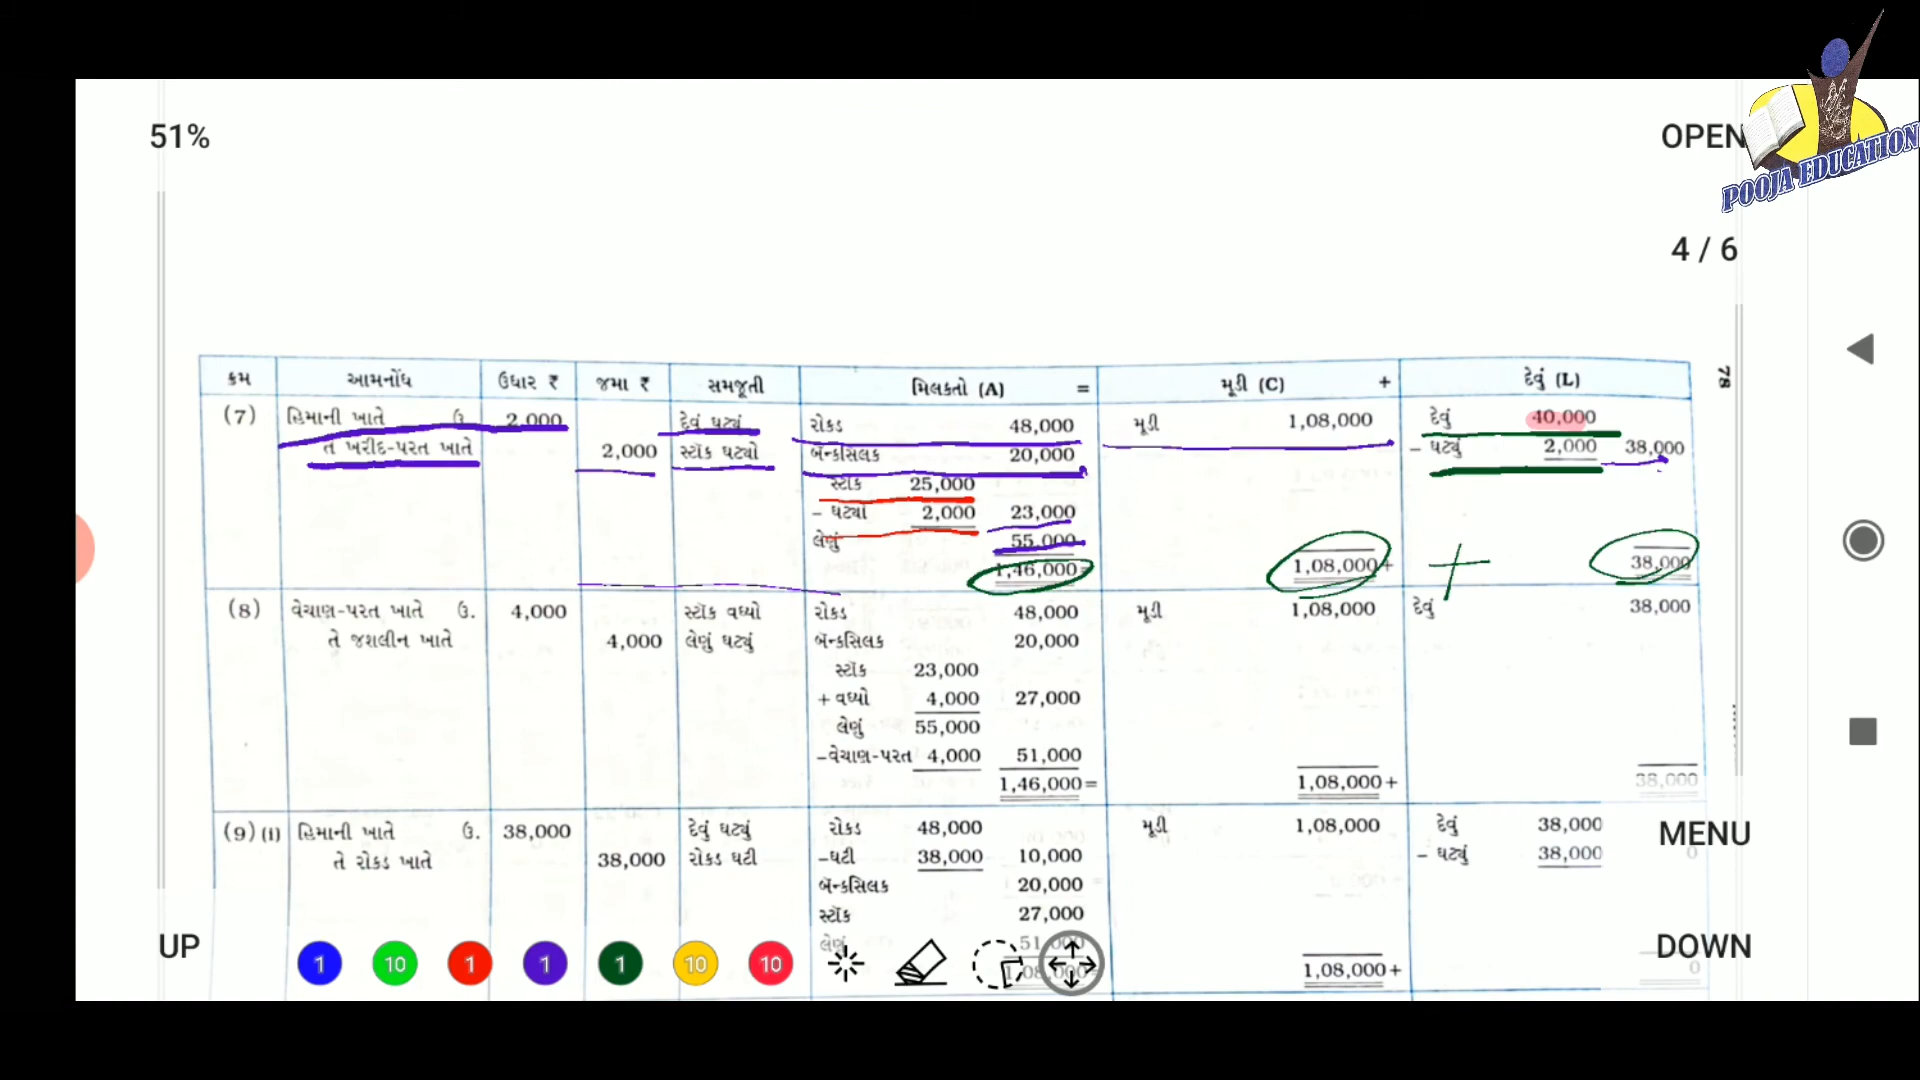 51%
OPEN
POOJA EDUCATION
4 / 6
78
ક્રમ આમનોંધ ઉધાર ₹ જમા ₹ સમજૂતી મિલકતો (A) = મૂડી (C) + દેવું (L)
(7) હિમાની ખાતે ઉ 2,000 દેવું ઘટ્યું રોકડ 48,000 મૂડી 1,08,000 દેવું 40,000
તે ખરીદ-પરત ખાતે 2,000 સ્ટૉક ઘટ્યો બૅન્કસિલક 20,000 – ઘટ્યું 2,000 38,000
સ્ટૉક 25,000
– ઘટ્યો 2,000 23,000
લેણું 55,000
1,46,000= 1,08,000+ + 38,000
(8) વેચાણ-પરત ખાતે ઉ. 4,000 સ્ટૉક વધ્યો રોકડ 48,000 મૂડી 1,08,000 દેવું 38,000
તે જશલીન ખાતે 4,000 લેણું ઘટ્યું બૅન્કસિલક 20,000
સ્ટૉક 23,000
+ વધ્યો 4,000 27,000
લેણું 55,000
–વેચાણ-પરત 4,000 51,000
1,46,000= 1,08,000+ 38,000
(9) (i) હિમાની ખાતે ઉ. 38,000 દેવું ઘટ્યું રોકડ 48,000 મૂડી 1,08,000 દેવું 38,000
તે રોકડ ખાતે 38,000 રોકડ ઘટી –ઘટી 38,000 10,000 – ઘટ્યું 38,000 0
બૅન્કસિલક 20,000
સ્ટૉક 27,000
લેણું 51,000
1,08,000= 1,08,000+ 0
MENU
UP
DOWN
1 10 1 1 1 10 10